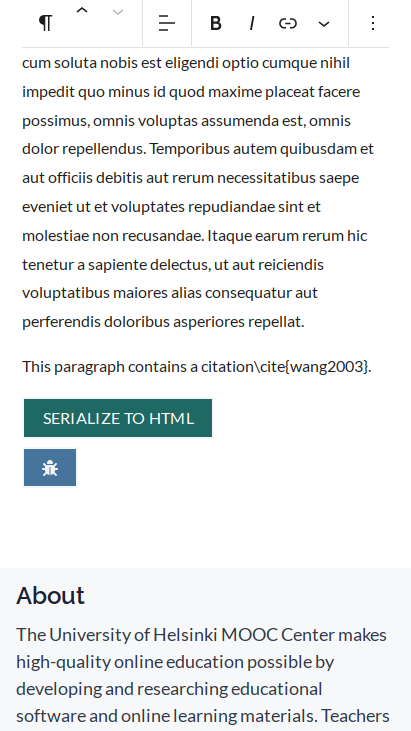 ¶ B I
cum soluta nobis est eligendi optio cumque nihil
impedit quo minus id quod maxime placeat facere
possimus, omnis voluptas assumenda est, omnis
dolor repellendus. Temporibus autem quibusdam et
aut officiis debitis aut rerum necessitatibus saepe
eveniet ut et voluptates repudiandae sint et
molestiae non recusandae. Itaque earum rerum hic
tenetur a sapiente delectus, ut aut reiciendis
voluptatibus maiores alias consequatur aut
perferendis doloribus asperiores repellat.
This paragraph contains a citation\cite{wang2003}.
SERIALIZE TO HTML
About
The University of Helsinki MOOC Center makes
high-quality online education possible by
developing and researching educational
software and online learning materials. Teachers